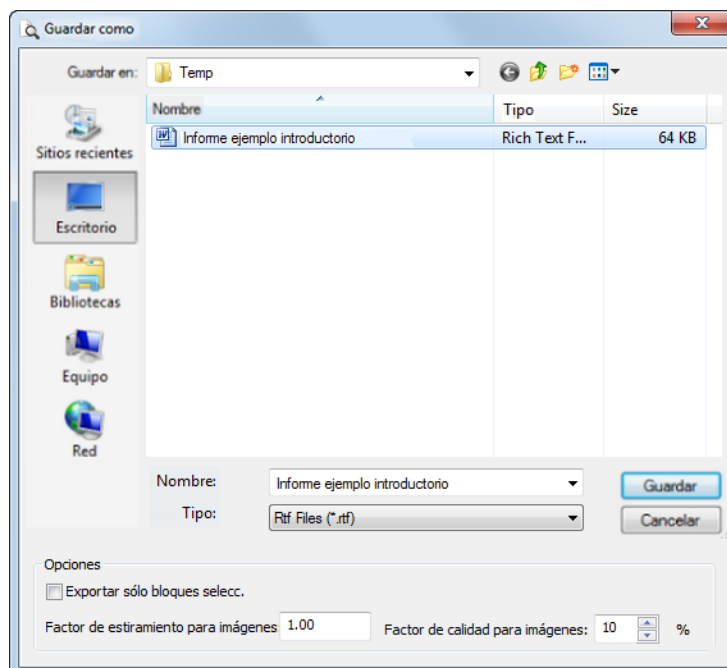 Guardar como
Guardar en: Temp
Nombre Tipo Size
Informe ejemplo introductorio Rich Text F... 64 KB
Sitios recientes
Escritorio
Bibliotecas
Equipo
Red
Nombre: Informe ejemplo introductorio Guardar
Tipo: Rtf Files (*.rtf) Cancelar
Opciones
Exportar sólo bloques selecc.
Factor de estiramiento para imágenes 1.00 Factor de calidad para imágenes: 10 %